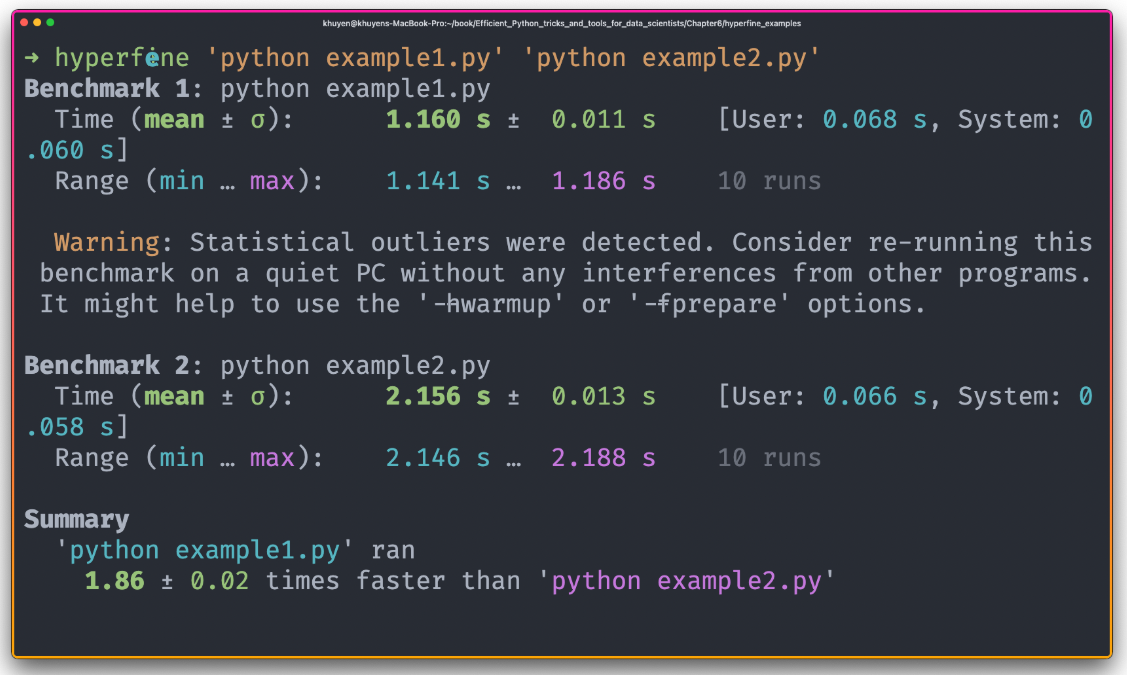 khuyen@khuyens-MacBook-Pro:~/book/Efficient_Python_tricks_and_tools_for_data_scientists/Chapter6/hyperfine_examples
→ hyperfine 'python example1.py' 'python example2.py'
Benchmark 1: python example1.py
Time (mean ± σ): 1.160 s ± 0.011 s [User: 0.068 s, System: 0
.060 s]
Range (min … max): 1.141 s … 1.186 s 10 runs
Warning: Statistical outliers were detected. Consider re-running this
benchmark on a quiet PC without any interferences from other programs.
It might help to use the '--warmup' or '--prepare' options.
Benchmark 2: python example2.py
Time (mean ± σ): 2.156 s ± 0.013 s [User: 0.066 s, System: 0
.058 s]
Range (min … max): 2.146 s … 2.188 s 10 runs
Summary
'python example1.py' ran
1.86 ± 0.02 times faster than 'python example2.py'